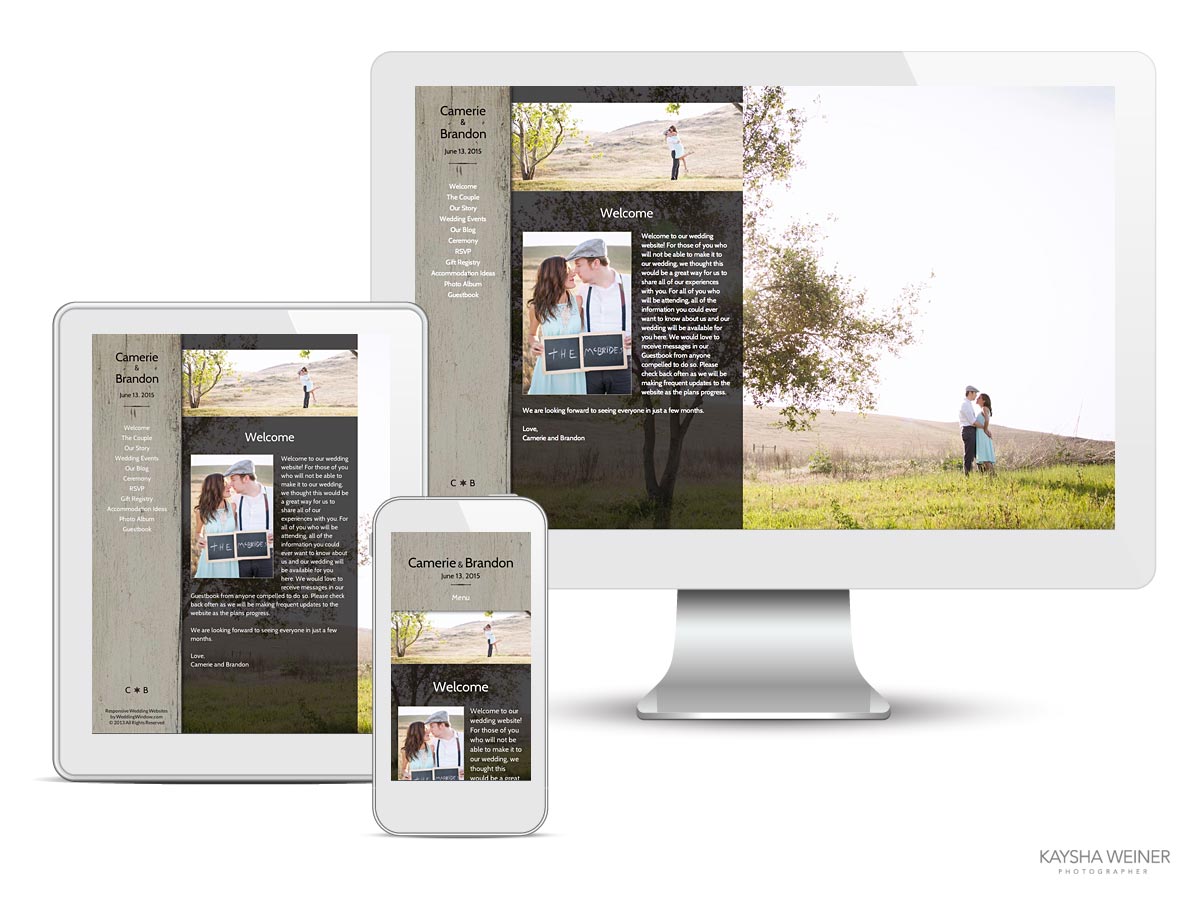 Camerie
&
Brandon
June 13, 2015
Welcome
The Couple
Our Story
Wedding Events
Our Blog
Ceremony
RSVP
Gift Registry
Accommodation Ideas
Photo Album
Guestbook
C * B
Welcome
Welcome to our wedding
website! For those of you who
will not be able to make it to
our wedding, we thought this
would be a great way for us to
share all of our experiences
with you. For all of you who
will be attending, all of the
information you could ever
want to know about us and our
wedding will be available for
you here. We would love to
receive messages in our
Guestbook from anyone
compelled to do so. Please
check back often as we will be
making frequent updates to the
website as the plans progress.
We are looking forward to seeing everyone in just a few months.
Love,
Camerie and Brandon
THE McBRIDES
Camerie
&
Brandon
June 13, 2015
Welcome
The Couple
Our Story
Wedding Events
Our Blog
Ceremony
RSVP
Gift Registry
Accommodation Ideas
Photo Album
Guestbook
C * B
Responsive Wedding Websites
by WeddingWindow.com
© 2013 All Rights Reserved
Welcome
Welcome to our wedding
website! For those of you
who will not be able to
make it to our wedding,
we thought this would be
a great way for us to
share all of our
experiences with you. For
all of you who will be
attending, all of the
information you could
ever want to know about
us and our wedding will
be available for you
here. We would love to
receive messages in our
Guestbook from anyone compelled to do so. Please check
back often as we will be making frequent updates to the
website as the plans progress.
We are looking forward to seeing everyone in just a few
months.
Love,
Camerie and Brandon
THE McBRIDES
Camerie & Brandon
June 13, 2015
Menu
Welcome
Welcome to our
wedding website!
For those of you
who will not be
able to make it to
our wedding, we
thought this
would be a great
THE McBRIDES
KAYSHA WEINER
PHOTOGRAPHER